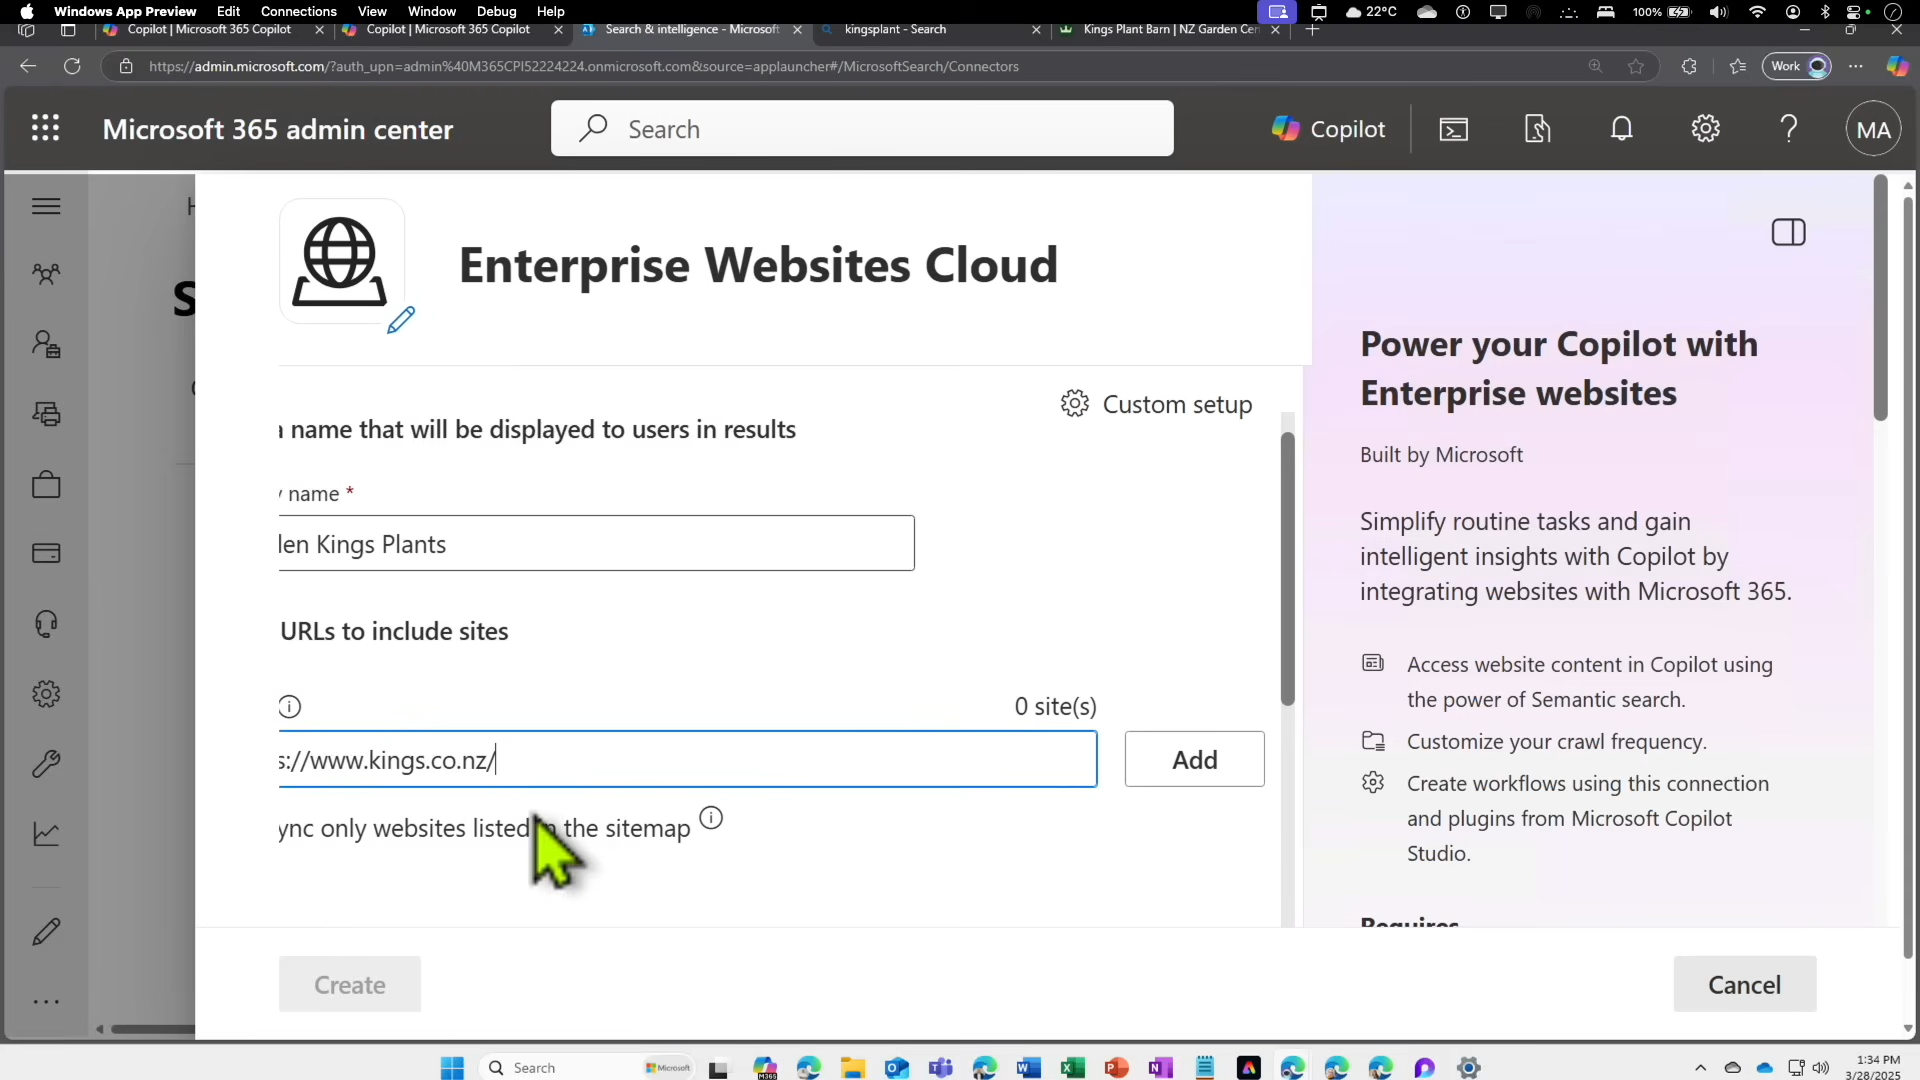 Windows App Preview Edit Connections View Window Debug Help 22°C 100%
Copilot | Microsoft 365 Copilot
Copilot | Microsoft 365 Copilot
Search & intelligence - Microsoft
kingsplant - Search
Kings Plant Barn | NZ Garden Cen
https://admin.microsoft.com/?auth_upn=admin%40M365CPI52224224.onmicrosoft.com&source=applauncher#/MicrosoftSearch/Connectors
Work
Microsoft 365 admin center
Search
Copilot
MA
Enterprise Websites Cloud
Custom setup
a name that will be displayed to users in results
y name *
den Kings Plants
URLs to include sites
0 site(s)
s://www.kings.co.nz/
Add
ync only websites listed in the sitemap
Create
Cancel
Power your Copilot with
Enterprise websites
Built by Microsoft
Simplify routine tasks and gain
intelligent insights with Copilot by
integrating websites with Microsoft 365.
Access website content in Copilot using
the power of Semantic search.
Customize your crawl frequency.
Create workflows using this connection
and plugins from Microsoft Copilot
Studio.
Requires
Search
Microsoft
M365
1:34 PM
3/28/2025